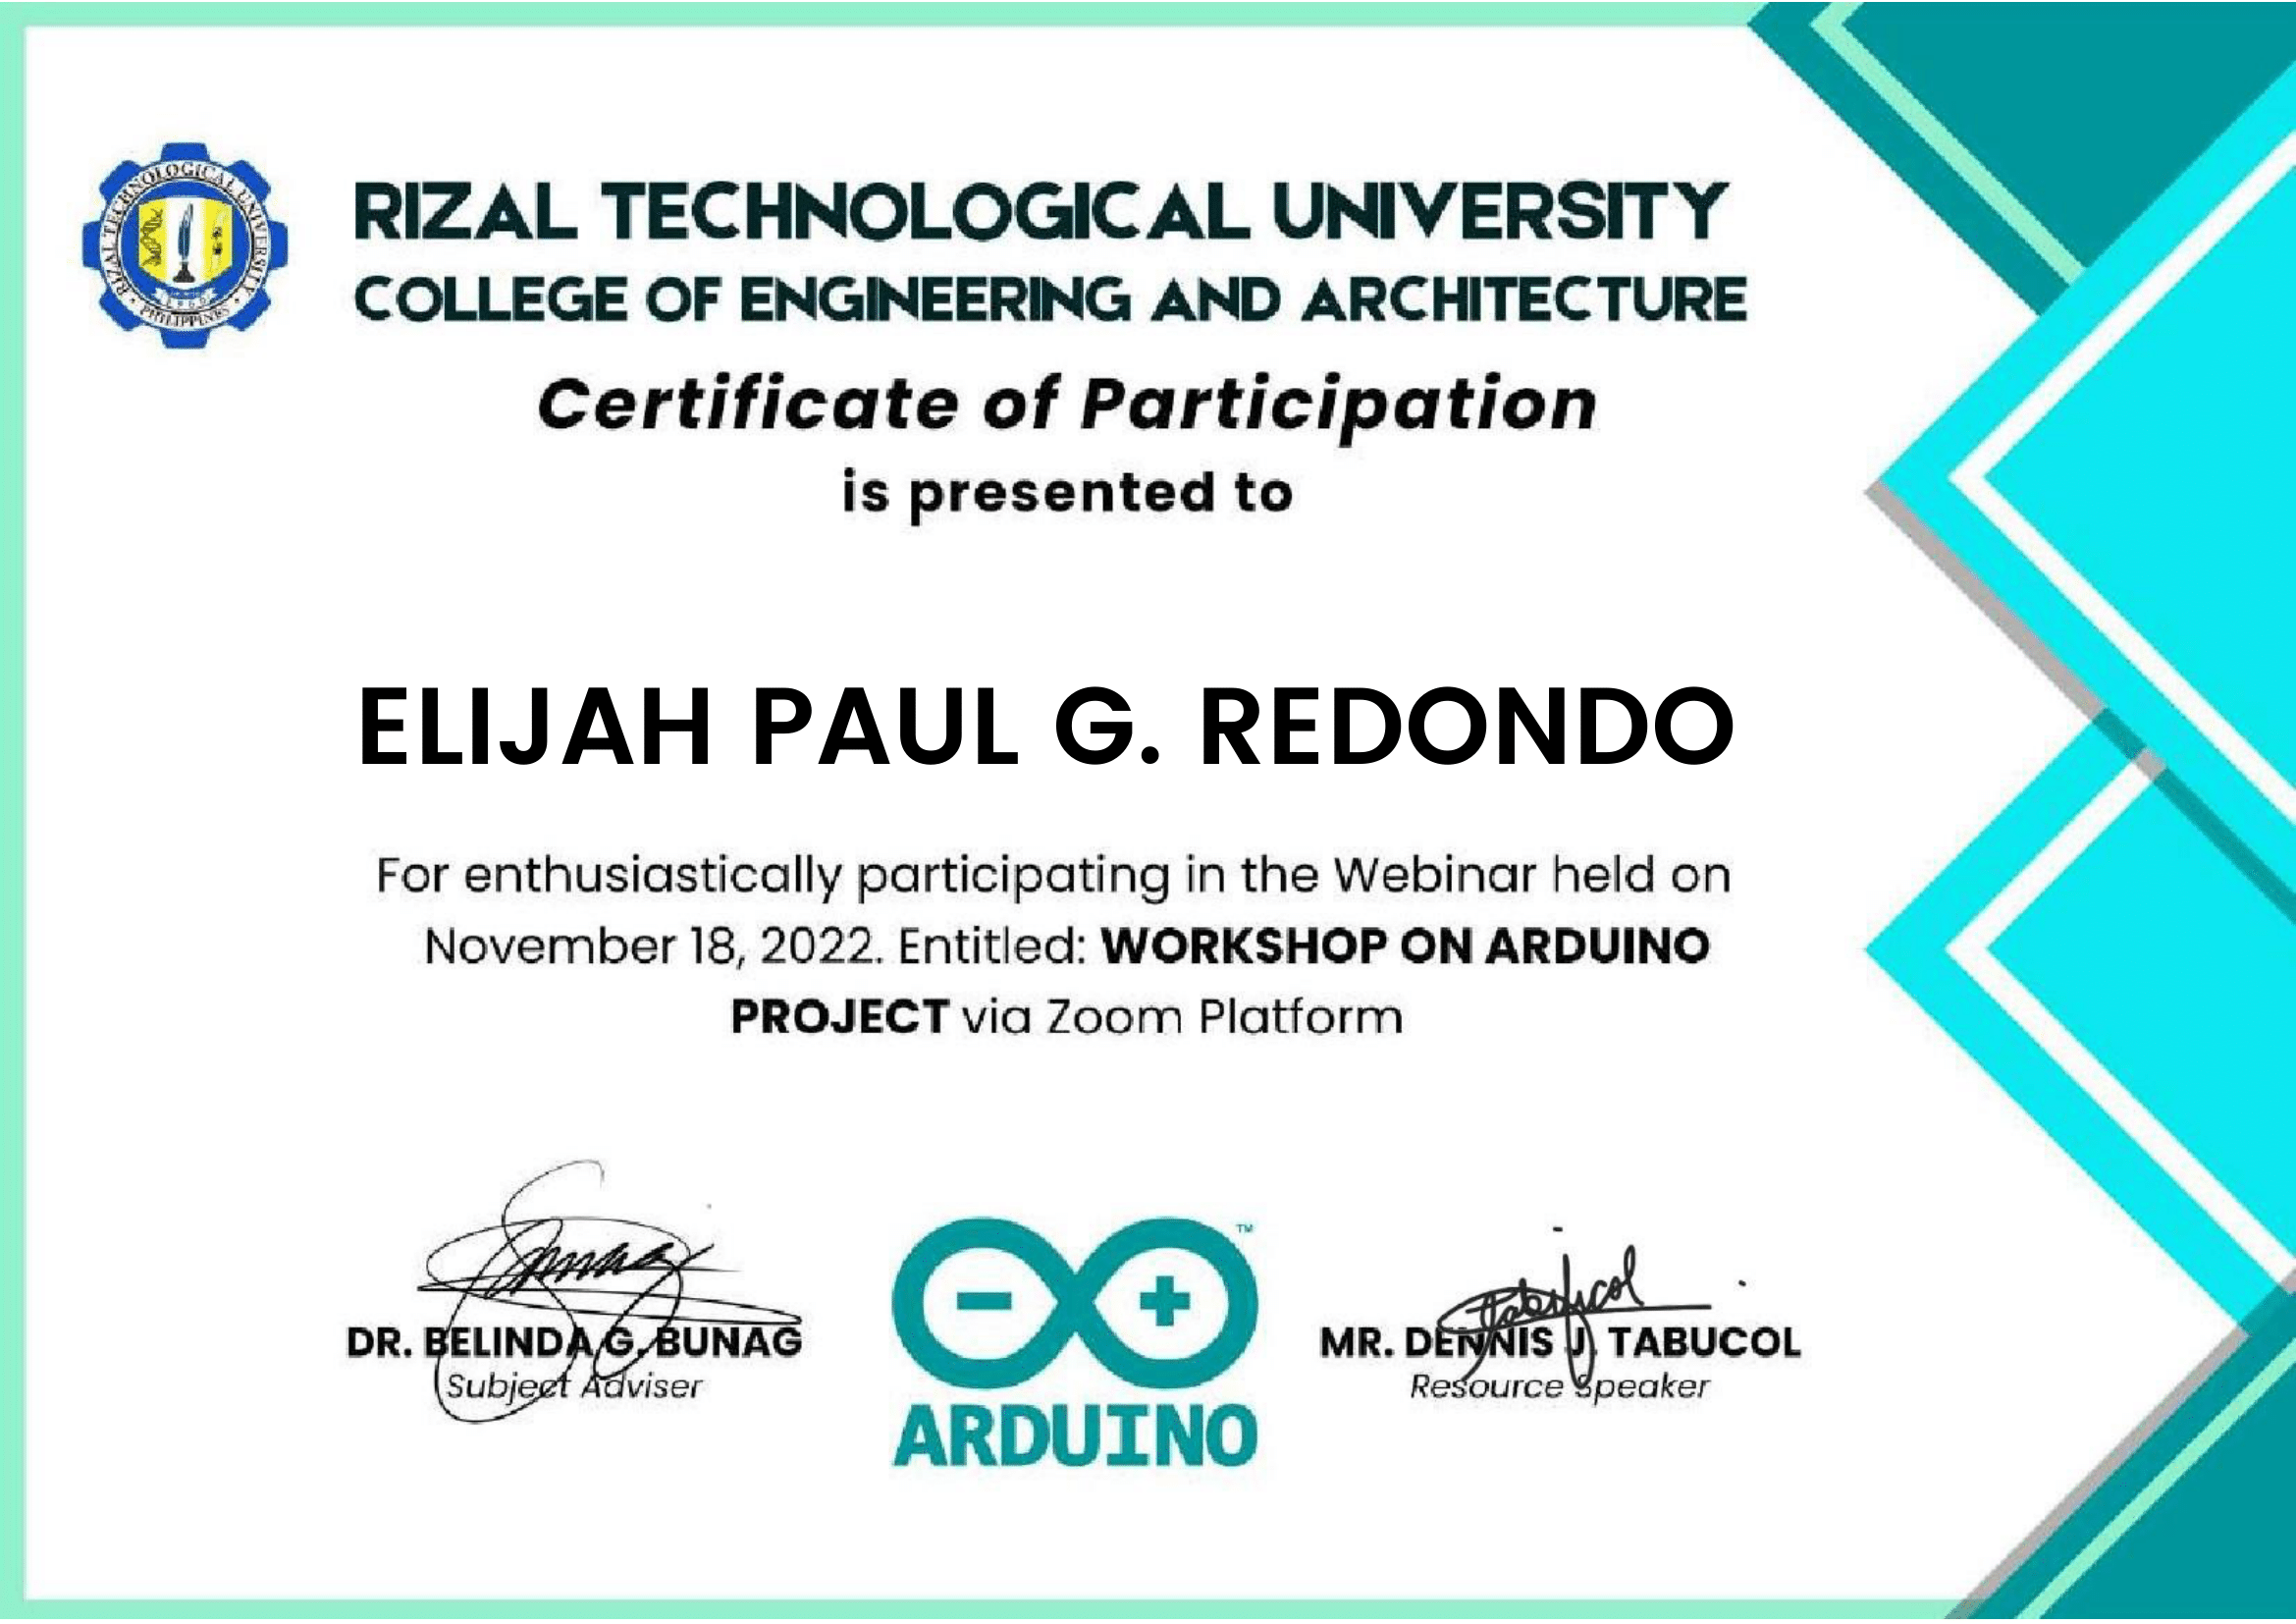 RIZAL TECHNOLOGICAL UNIVERSITY
PHILIPPINES
RIZAL TECHNOLOGICAL UNIVERSITY
COLLEGE OF ENGINEERING AND ARCHITECTURE
Certificate of Participation
is presented to
ELIJAH PAUL G. REDONDO
For enthusiastically participating in the Webinar held on
November 18, 2022. Entitled: WORKSHOP ON ARDUINO
PROJECT via Zoom Platform
DR. BELINDA G. BUNAG
Subject Adviser
TM
ARDUINO
Tabucol
MR. DENNIS J. TABUCOL
Resource Speaker